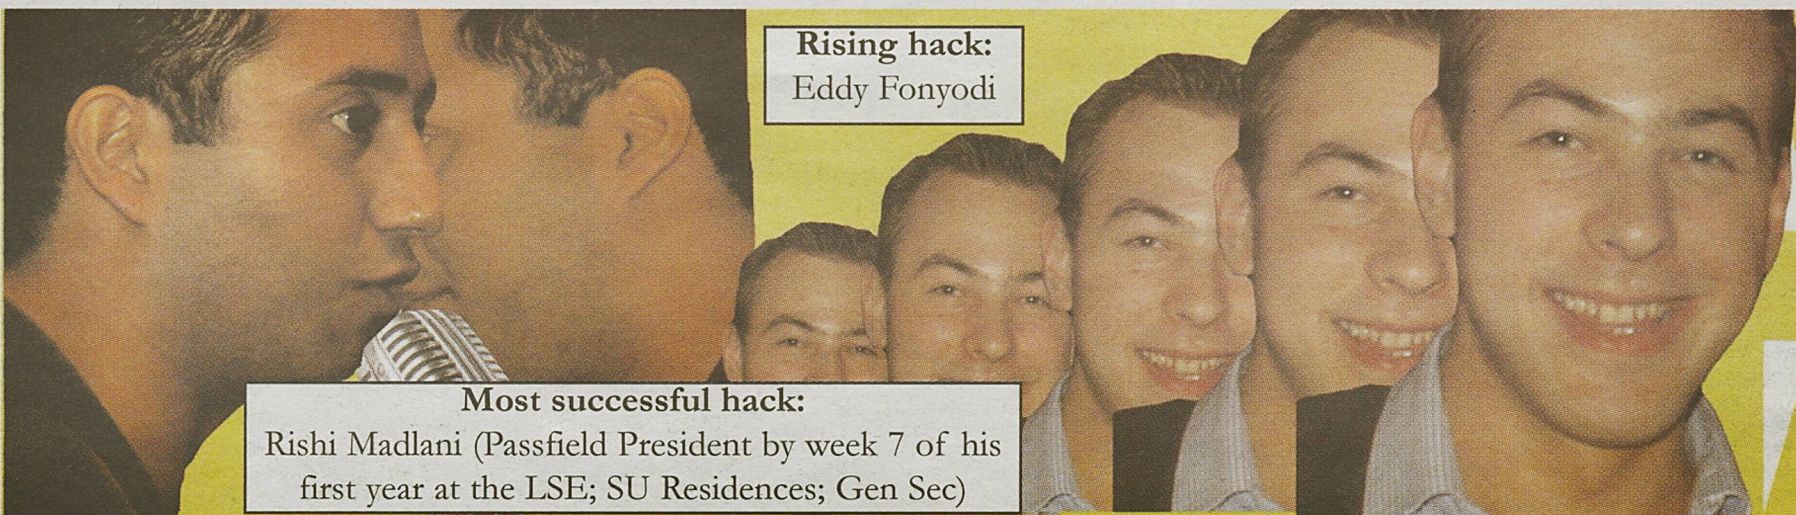 Rising hack:
Eddy Fonyodi
Most successful hack:
Rishi Madlani (Passfield President by week 7 of his
first year at the LSE; SU Residences; Gen Sec)